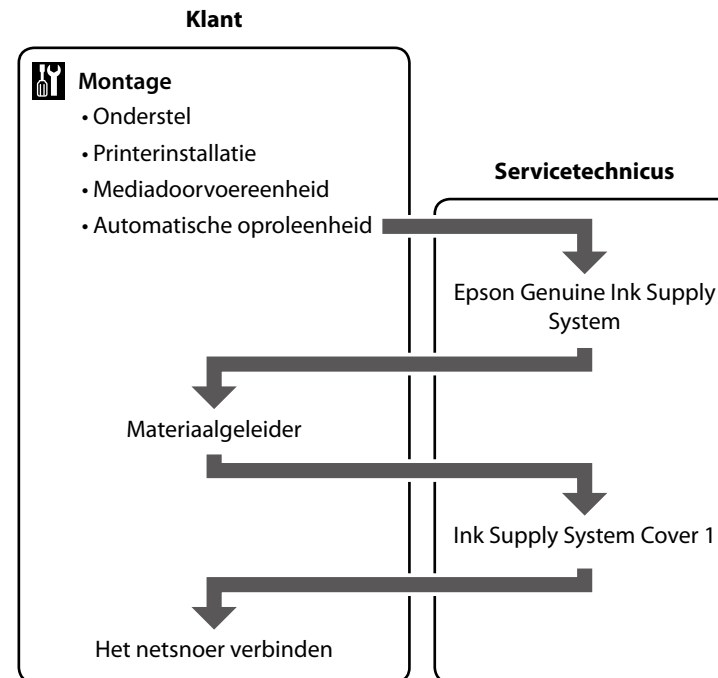 Klant
Montage
• Onderstel
• Printerinstallatie
• Mediadoorvoereenheid
• Automatische oproleenheid
Servicetechnicus
Epson Genuine Ink Supply
System
Materiaalgeleider
Ink Supply System Cover 1
Het netsnoer verbinden